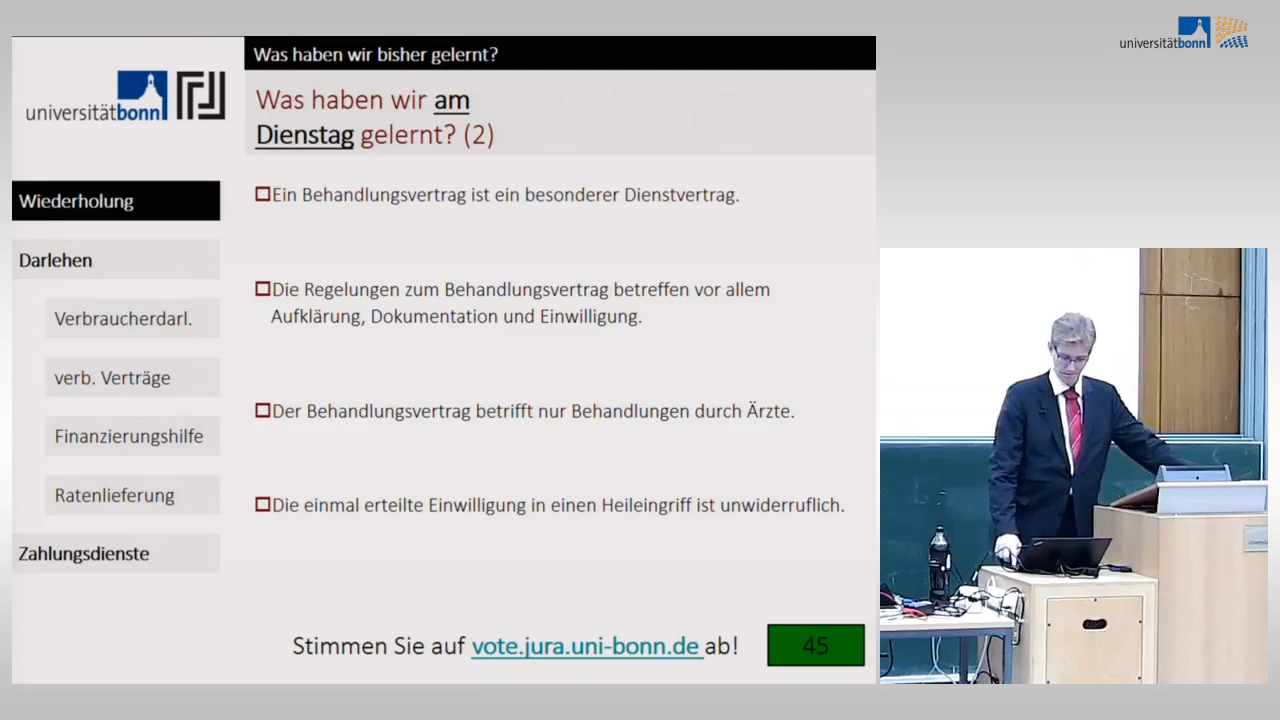 universitätbonn
Was haben wir bisher gelernt?
universitätbonn
Was haben wir am
Dienstag gelernt? (2)
Wiederholung
Darlehen
Verbraucherdarl.
verb. Verträge
Finanzierungshilfe
Ratenlieferung
Zahlungsdienste
Ein Behandlungsvertrag ist ein besonderer Dienstvertrag.
Die Regelungen zum Behandlungsvertrag betreffen vor allem
Aufklärung, Dokumentation und Einwilligung.
Der Behandlungsvertrag betrifft nur Behandlungen durch Ärzte.
Die einmal erteilte Einwilligung in einen Heileingriff ist unwiderruflich.
Stimmen Sie auf vote.jura.uni-bonn.de ab!
45